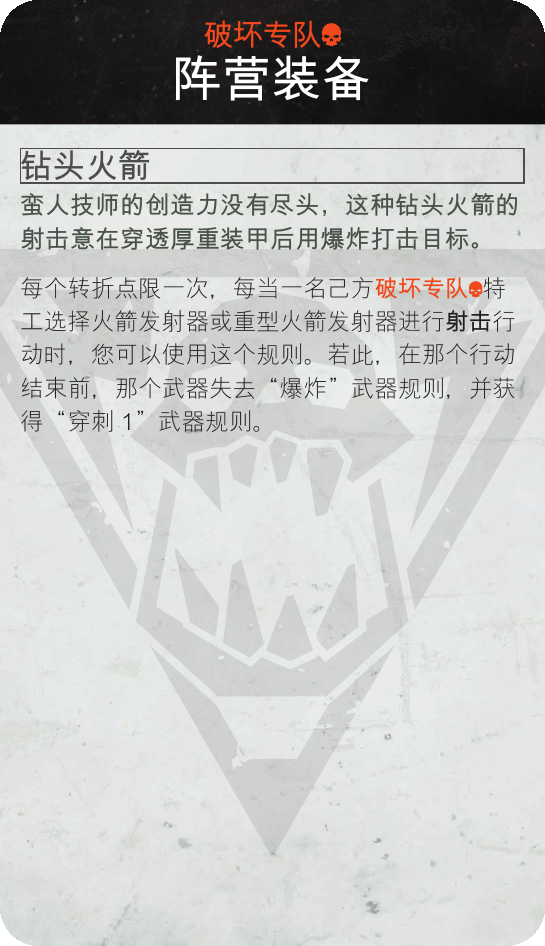 破坏专队
阵营装备
钻头火箭
蛮人技师的创造力没有尽头，这种钻头火箭的
射击意在穿透厚重装甲后用爆炸打击目标。
每个转折点限一次，每当一名己方破坏专队特
工选择火箭发射器或重型火箭发射器进行射击行
动时，您可以使用这个规则。若此，在那个行动
结束前，那个武器失去“爆炸”武器规则，并获
得“穿刺 1”武器规则。